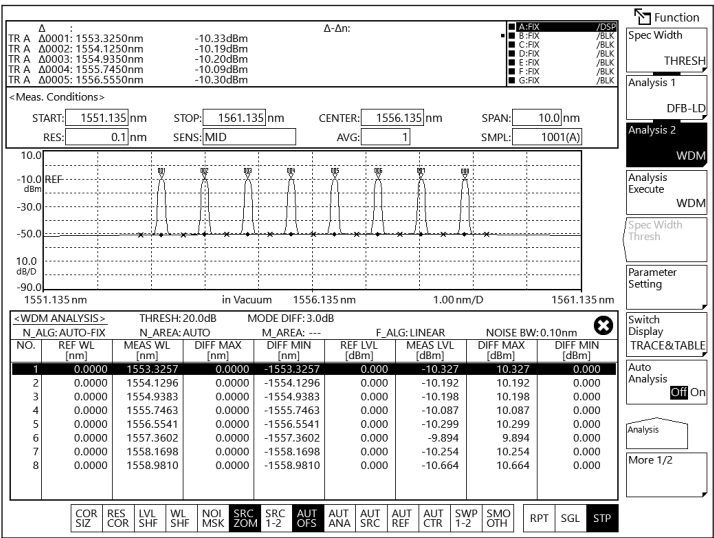 Δ : Δ-Δn:
TR A Δ0001: 1553.3250nm -10.33dBm
TR A Δ0002: 1554.1250nm -10.19dBm
TR A Δ0003: 1554.9350nm -10.20dBm
TR A Δ0004: 1555.7450nm -10.09dBm
TR A Δ0005: 1556.5550nm -10.30dBm
A:FIX /DSP
B:FIX /BLK
C:FIX /BLK
D:FIX /BLK
E:FIX /BLK
F:FIX /BLK
G:FIX /BLK
<Meas. Conditions>
START: 1551.135 nm STOP: 1561.135 nm CENTER: 1556.135 nm SPAN: 10.0 nm
RES: 0.1 nm SENS: MID AVG: 1 SMPL: 1001(A)
10.0
001 002 003 004 005 006 007 008
-10.0 REF
dBm
-30.0
-50.0
10.0
dB/D
-90.0
1551.135 nm in Vacuum 1556.135 nm 1.00 nm/D 1561.135 nm
<WDM ANALYSIS> THRESH: 20.0dB MODE DIFF: 3.0dB
N_ALG: AUTO-FIX N_AREA: AUTO M_AREA: --- F_ALG: LINEAR NOISE BW: 0.10nm
NO. REF WL MEAS WL DIFF MAX DIFF MIN REF LVL MEAS LVL DIFF MAX DIFF MIN
[nm] [nm] [nm] [nm] [dBm] [dBm] [dBm] [dBm]
1 0.0000 1553.3257 0.0000 -1553.3257 0.000 -10.327 10.327 0.000
2 0.0000 1554.1296 0.0000 -1554.1296 0.000 -10.192 10.192 0.000
3 0.0000 1554.9383 0.0000 -1554.9383 0.000 -10.198 10.198 0.000
4 0.0000 1555.7463 0.0000 -1555.7463 0.000 -10.087 10.087 0.000
5 0.0000 1556.5541 0.0000 -1556.5541 0.000 -10.299 10.299 0.000
6 0.0000 1557.3602 0.0000 -1557.3602 0.000 -9.894 9.894 0.000
7 0.0000 1558.1698 0.0000 -1558.1698 0.000 -10.254 10.254 0.000
8 0.0000 1558.9810 0.0000 -1558.9810 0.000 -10.664 10.664 0.000
COR RES LVL WL NOI SRC SRC AUT AUT AUT AUT AUT SWP SMO
SIZ COR SHF SHF MSK ZOM 1-2 OFS ANA SRC REF CTR 1-2 OTH
RPT SGL STP
Function
Spec Width
THRESH
Analysis 1
DFB-LD
Analysis 2
WDM
Analysis
Execute
WDM
Spec Width
Thresh
Parameter
Setting
Switch
Display
TRACE&TABLE
Auto
Analysis
Off On
Analysis
More 1/2